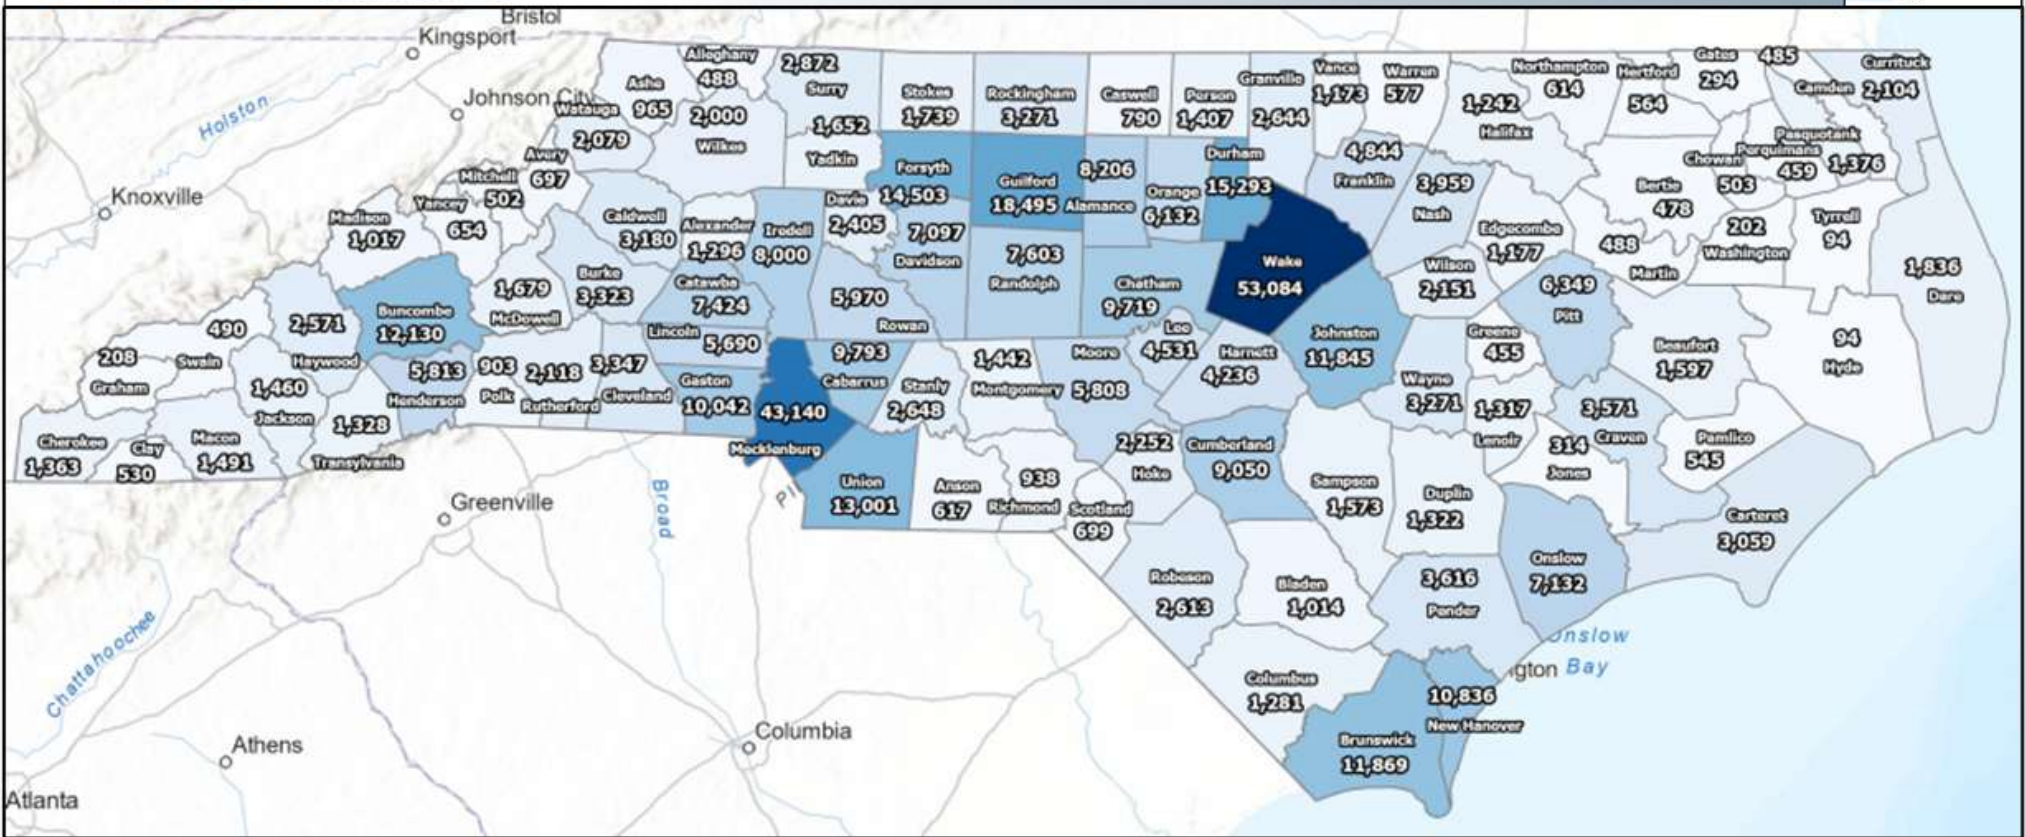 Bristol
Kingsport
Johnson City
Holston
Knoxville
Alleghany
488
2,872
Surry
Ashe
965
Watauga
2,079
2,000
Wilkes
1,652
Yadkin
Stokes
1,739
Rockingham
3,271
Caswell
790
Person
1,407
Granville
2,644
Vance
1,173
Warren
577
1,242
Halifax
Northampton
614
Hertford
564
Gates
294
485
Camden
Currituck
2,104
Pasquotank
1,376
Perquimans
459
Chowan
503
Avery
697
Mitchell
502
Yancey
654
Madison
1,017
Caldwell
3,180
Alexander
1,296
Iredell
8,000
Davie
2,405
Forsyth
14,503
Guilford
18,495
8,206
Alamance
Orange
6,132
Durham
15,293
4,844
Franklin
3,959
Nash
Bertie
478
Edgecombe
1,177
488
Martin
202
Washington
Tyrrell
94
1,836
Dare
7,097
Davidson
7,603
Randolph
Chatham
9,719
Wake
53,084
Wilson
2,151
6,349
Pitt
Beaufort
1,597
94
Hyde
Burke
3,323
Catawba
7,424
1,679
McDowell
Buncombe
12,130
2,571
Haywood
490
Swain
208
Graham
5,970
Rowan
Lincoln
5,690
Lee
4,531
Harnett
4,236
Johnston
11,845
Greene
455
Wayne
3,271
1,317
Lenoir
3,571
Craven
Pamlico
545
314
Jones
1,460
Jackson
5,813
Henderson
903
Polk
2,118
Rutherford
3,347
Cleveland
Gaston
10,042
43,140
Mecklenburg
9,793
Cabarrus
Stanly
2,648
1,442
Montgomery
Moore
5,808
Cherokee
1,363
Clay
530
Macon
1,491
1,328
Transylvania
Union
13,001
Anson
617
938
Richmond
Scotland
699
2,252
Hoke
Cumberland
9,050
Sampson
1,573
Duplin
1,322
Carteret
3,059
Onslow
7,132
Robeson
2,613
Bladen
1,014
3,616
Pender
Columbus
1,281
Brunswick
11,869
10,836
New Hanover
Greenville
Broad
PI
Onslow
Bay
ngton
Chattahoochee
Columbia
Athens
Atlanta